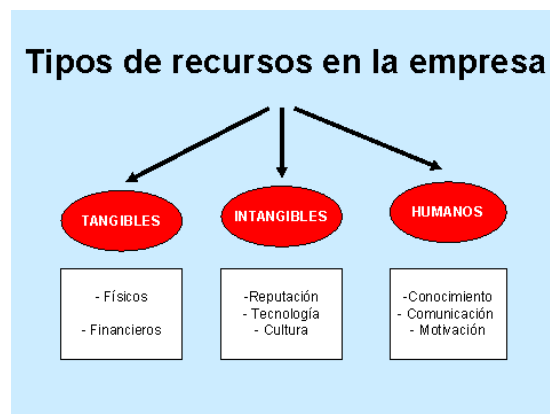 Tipos de recursos en la empresa
TANGIBLES
INTANGIBLES
HUMANOS
- Físicos
- Financieros
-Reputación
- Tecnología
- Cultura
-Conocimiento
- Comunicación
- Motivación